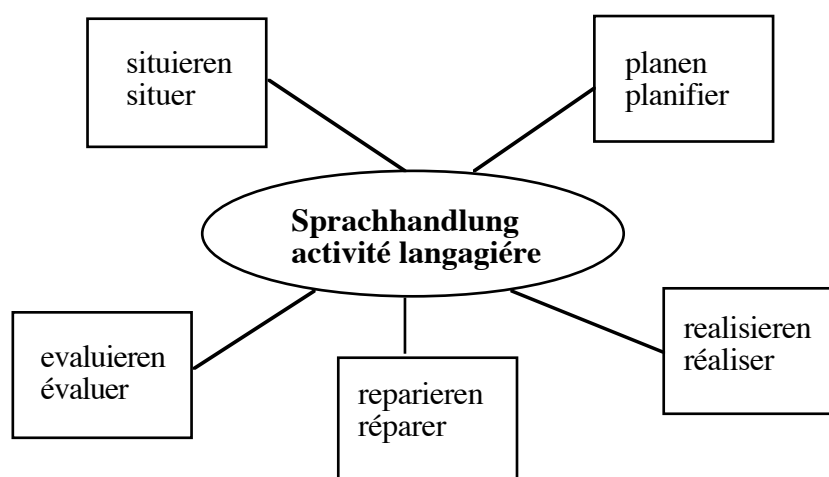 situieren
situer
planen
planifier
Sprachhandlung
activité langagiére
evaluieren
évaluer
reparieren
réparer
realisieren
réaliser